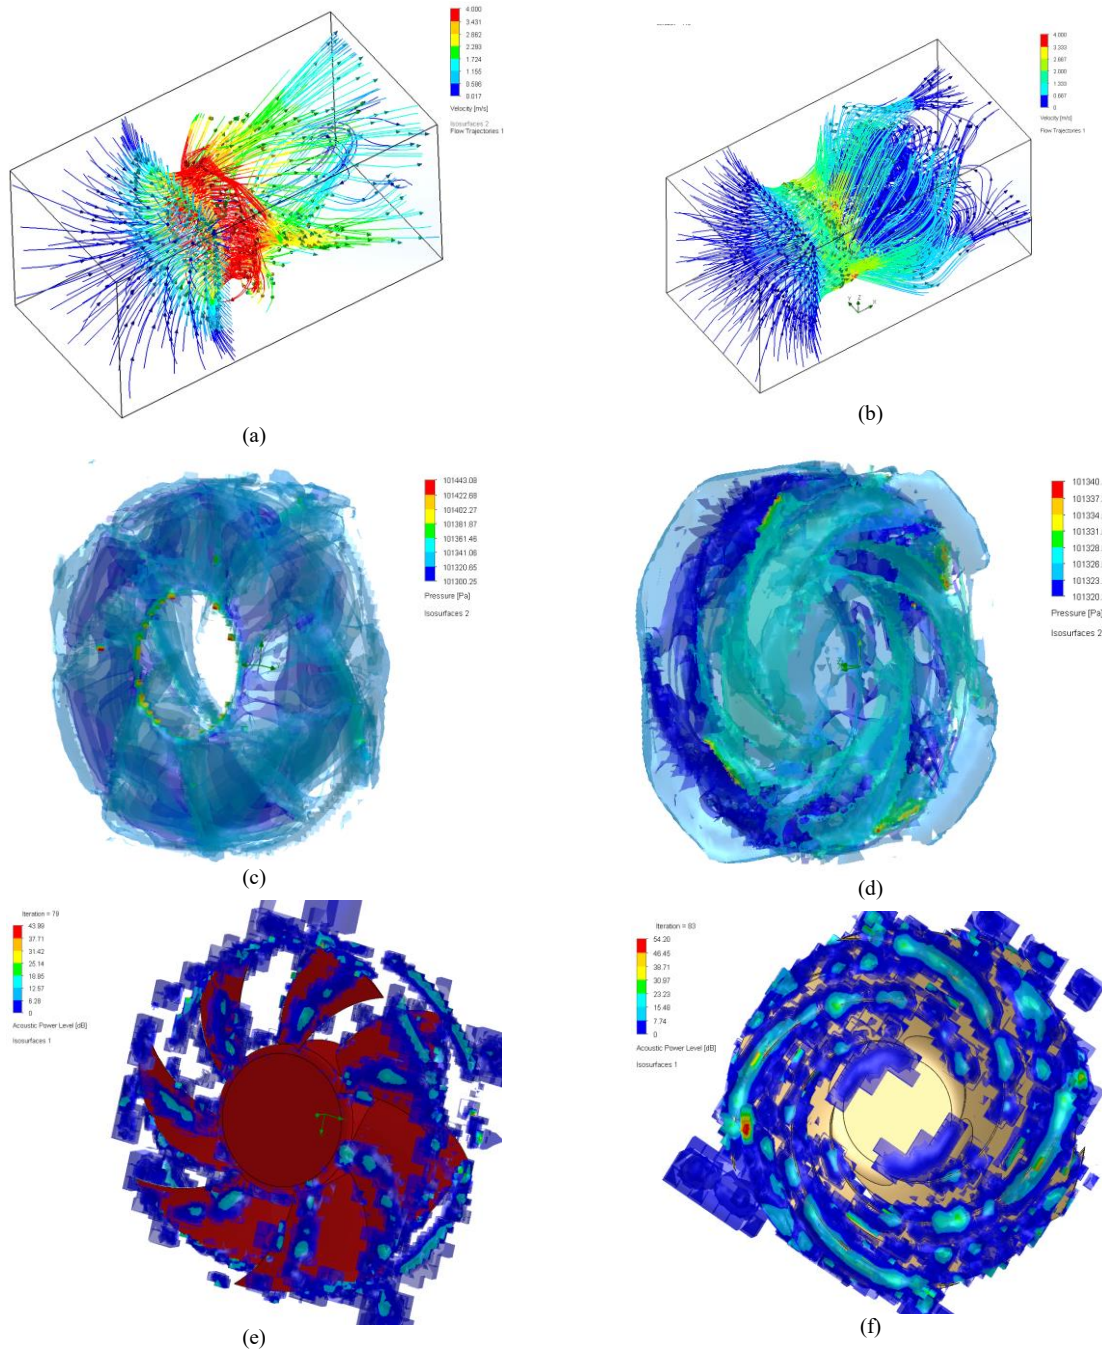 4.000
3.431
2.862
2.293
1.724
1.155
0.586
0.017
Velocity [m/s]
Isosurfaces 2
Flow Trajectories 1
(a)
4.000
3.333
2.667
2.000
1.333
0.667
0
Velocity [m/s]
Flow Trajectories 1
Y Z X
(b)
101443.08
101422.68
101402.27
101381.87
101361.46
101341.06
101320.65
101300.25
Pressure [Pa]
Isosurfaces 2
(c)
101340.
101337.
101334.
101331.
101328.
101326.
101323.
101320.
Pressure [Pa]
Isosurfaces 2
(d)
Iteration = 79
43.99
37.71
31.42
25.14
18.85
12.57
6.28
0
Acoustic Power Level [dB]
Isosurfaces 1
(e)
Iteration = 83
54.20
46.45
38.71
30.97
23.23
15.48
7.74
0
Acoustic Power Level [dB]
Isosurfaces 1
(f)